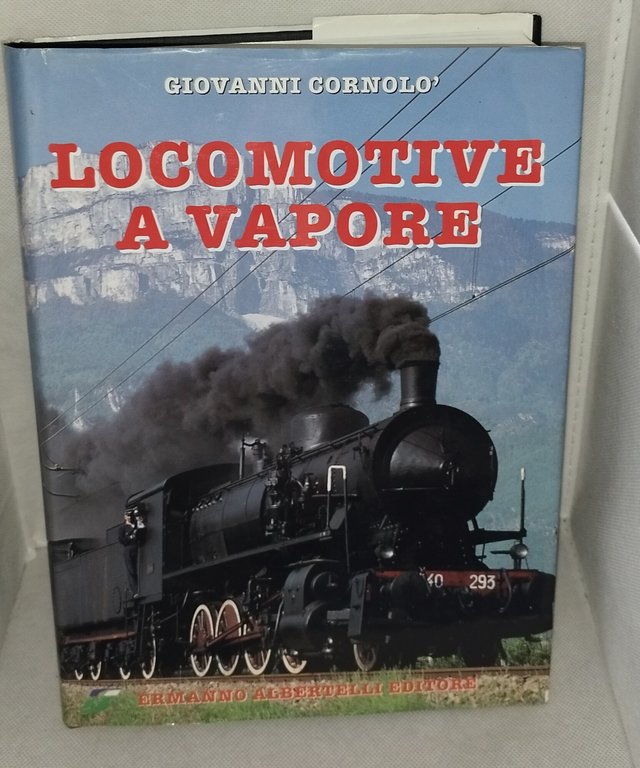 GIOVANNI CORNOLO'
LOCOMOTIVE
A VAPORE
40 293
ERMANNO ALBERTELLI EDITORE